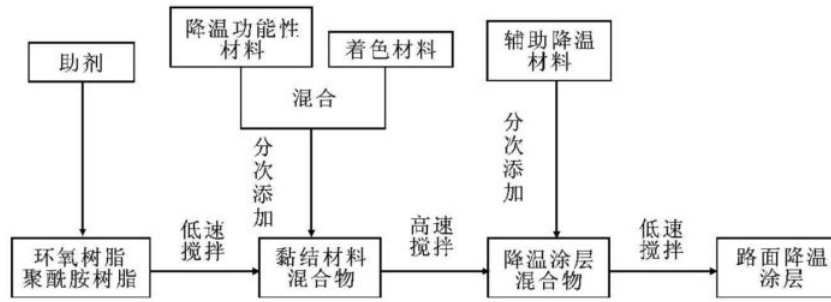 助剂
降温功能性
材料
着色材料
辅助降温
材料
混合
分次添加
分次添加
低速
搅拌
高速
搅拌
低速
搅拌
环氧树脂
聚酰胺树脂
黏结材料
混合物
降温涂层
混合物
路面降温
涂层